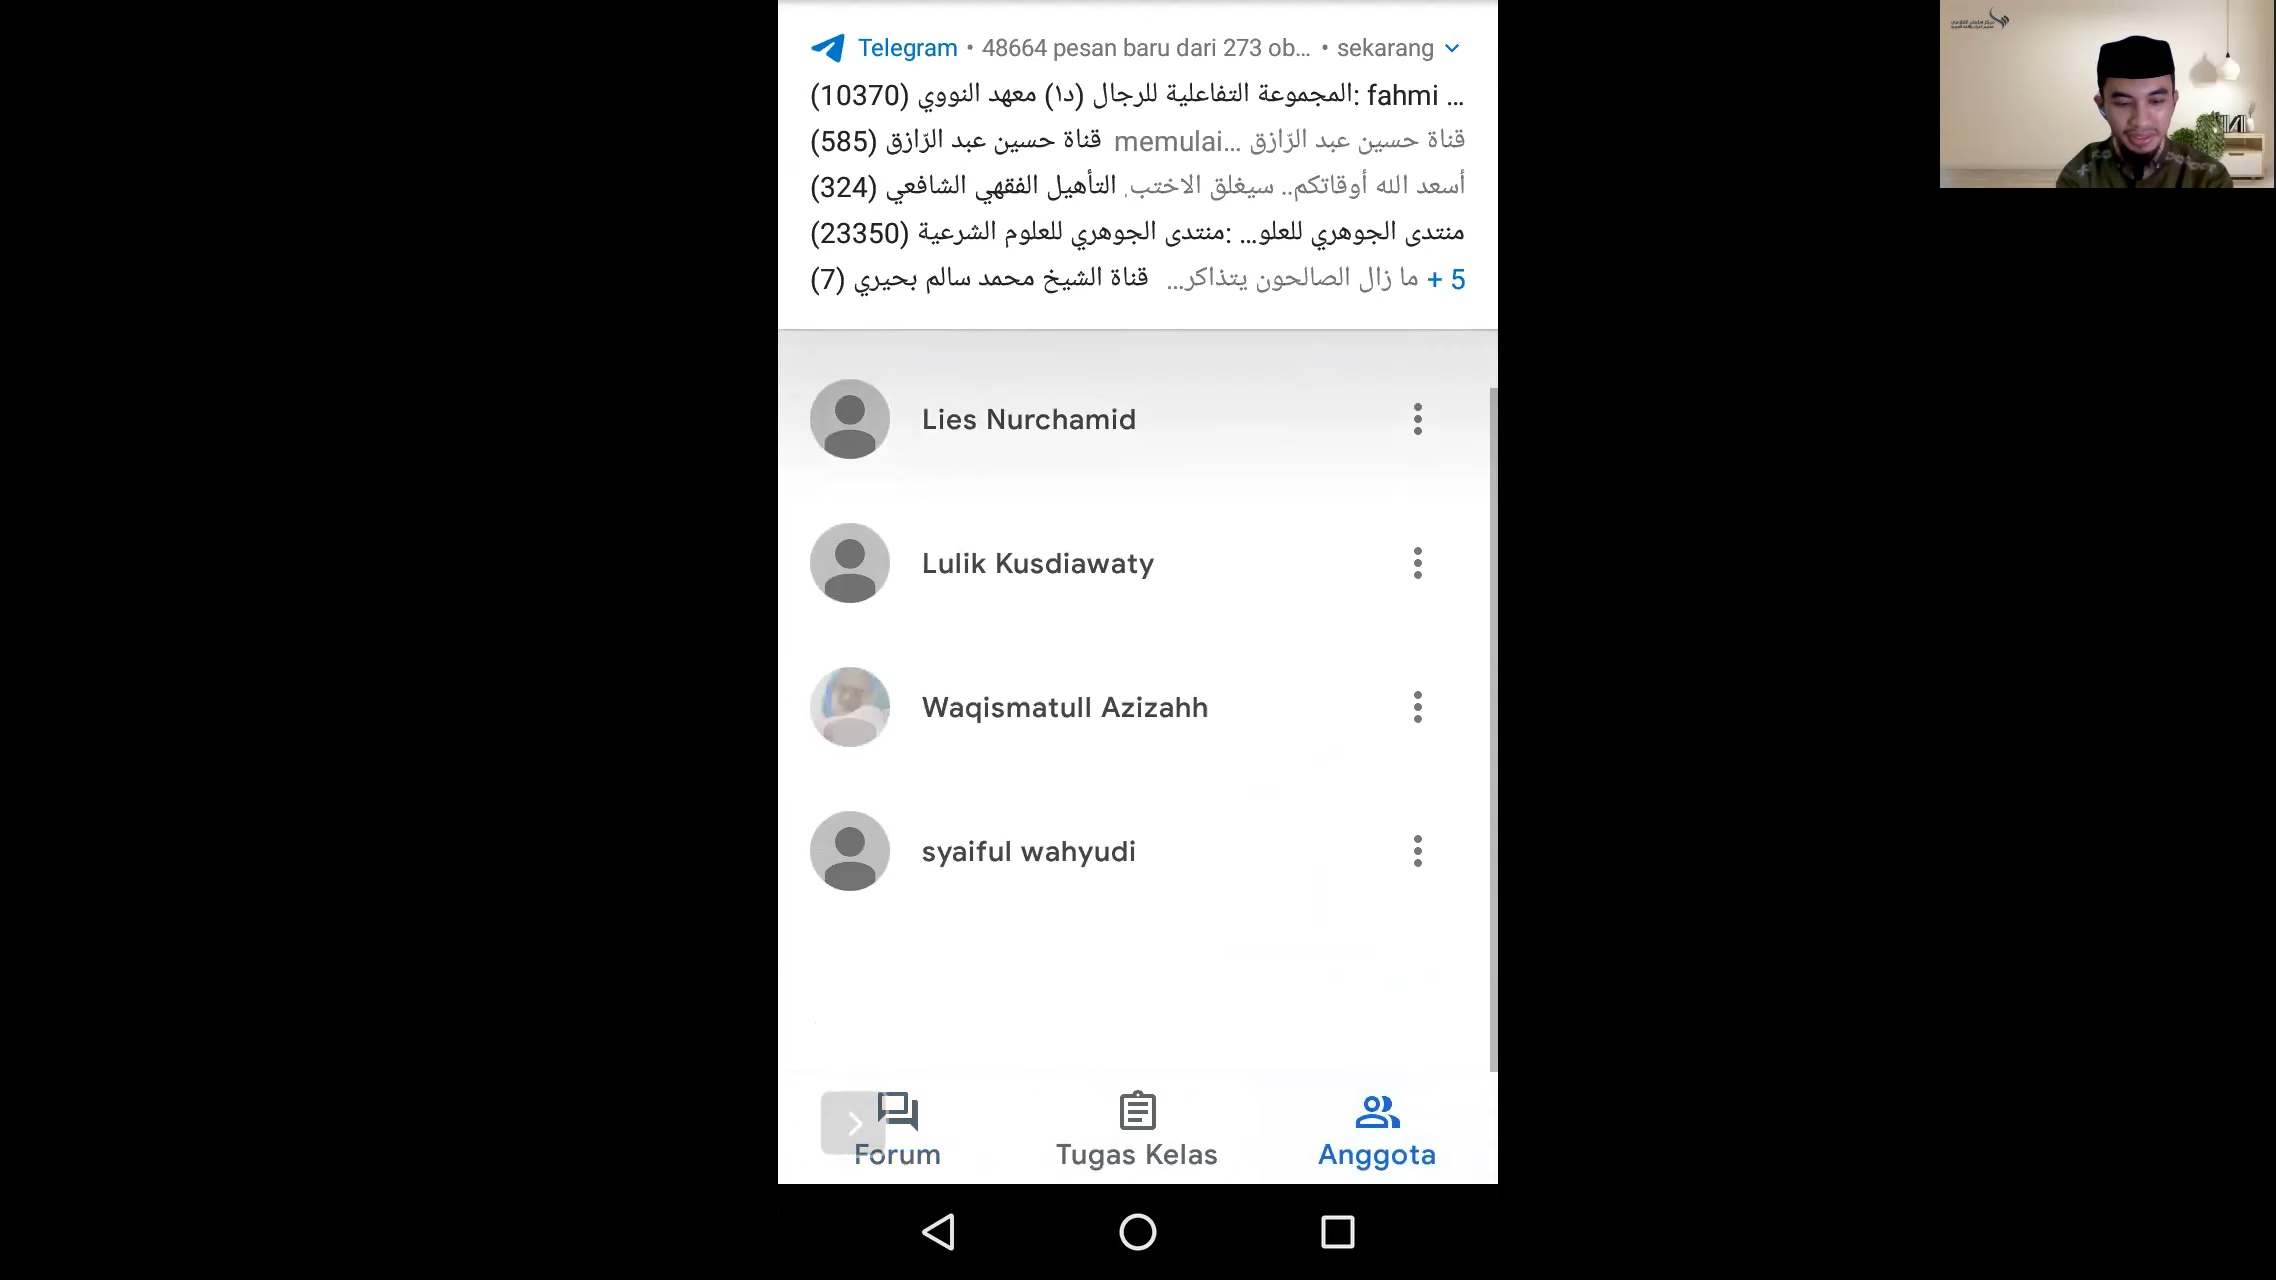 Telegram • 48664 pesan baru dari 273 ob... • sekarang
fahmi ... :المجموعة التفاعلية للرجال (د١) معهد النووي (10370)
قناة حسين عبد الرّازق (585) قناة حسين عبد الرّازق memulai...
التأهيل الفقهي الشافعي (324) أسعد الله أوقاتكم.. سيغلق الاختب.
منتدى الجوهري للعلو... :منتدى الجوهري للعلوم الشرعية (23350)
قناة الشيخ محمد سالم بحيري (7) ما زال الصالحون يتذاكر... + 5
Lies Nurchamid
Lulik Kusdiawaty
Waqismatull Azizahh
syaiful wahyudi
Forum
Tugas Kelas
Anggota